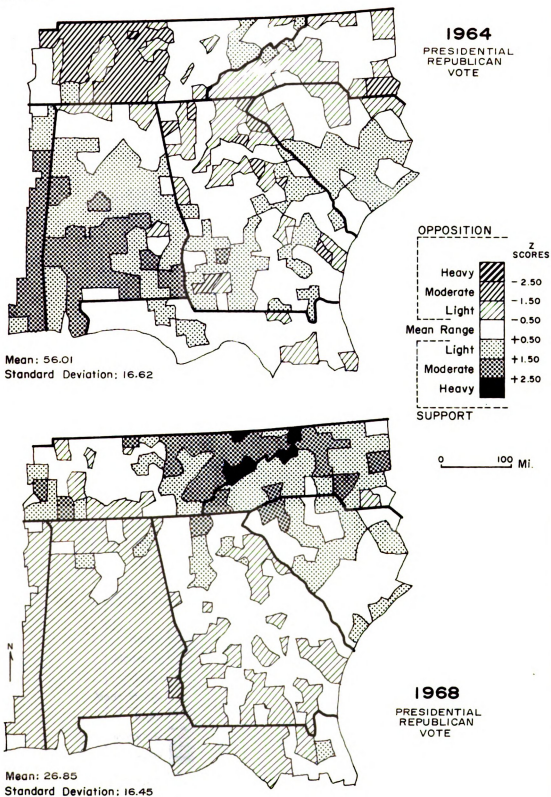 1964
PRESIDENTIAL
REPUBLICAN
VOTE
OPPOSITION
Z
SCORES
Heavy
-2.50
Moderate
-1.50
Light
-0.50
Mean Range
+0.50
Light
+1.50
Moderate
+2.50
Heavy
SUPPORT
Mean: 56.01
Standard Deviation: 16.62
0 100 Mi.
N
1968
PRESIDENTIAL
REPUBLICAN
VOTE
Mean: 26.85
Standard Deviation: 16.45